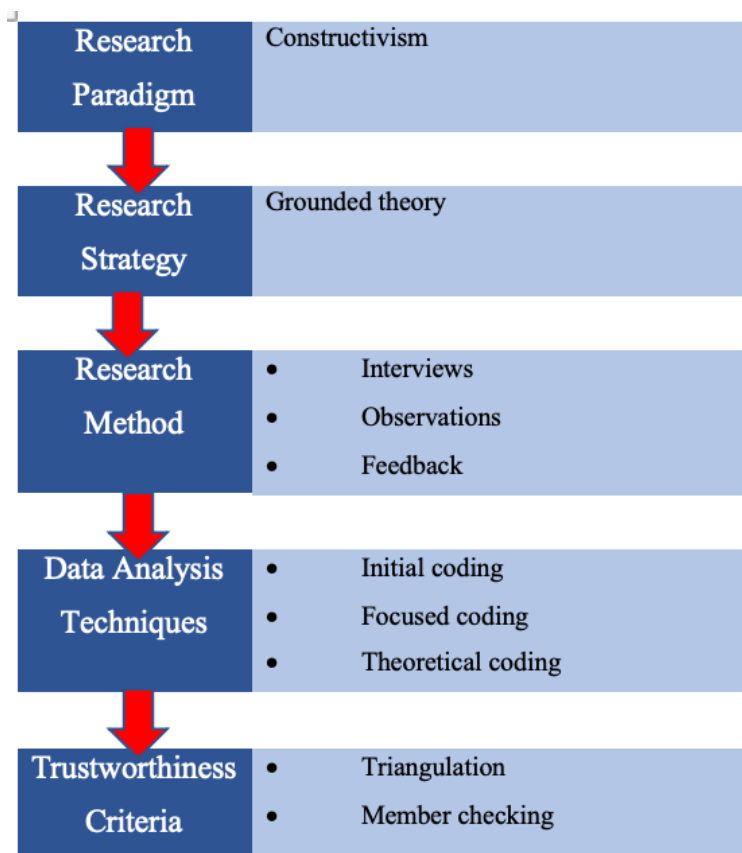 Research
Paradigm
Constructivism
Research
Strategy
Grounded theory
Research
Method
• Interviews
• Observations
• Feedback
Data Analysis
Techniques
• Initial coding
• Focused coding
• Theoretical coding
Trustworthiness
Criteria
• Triangulation
• Member checking